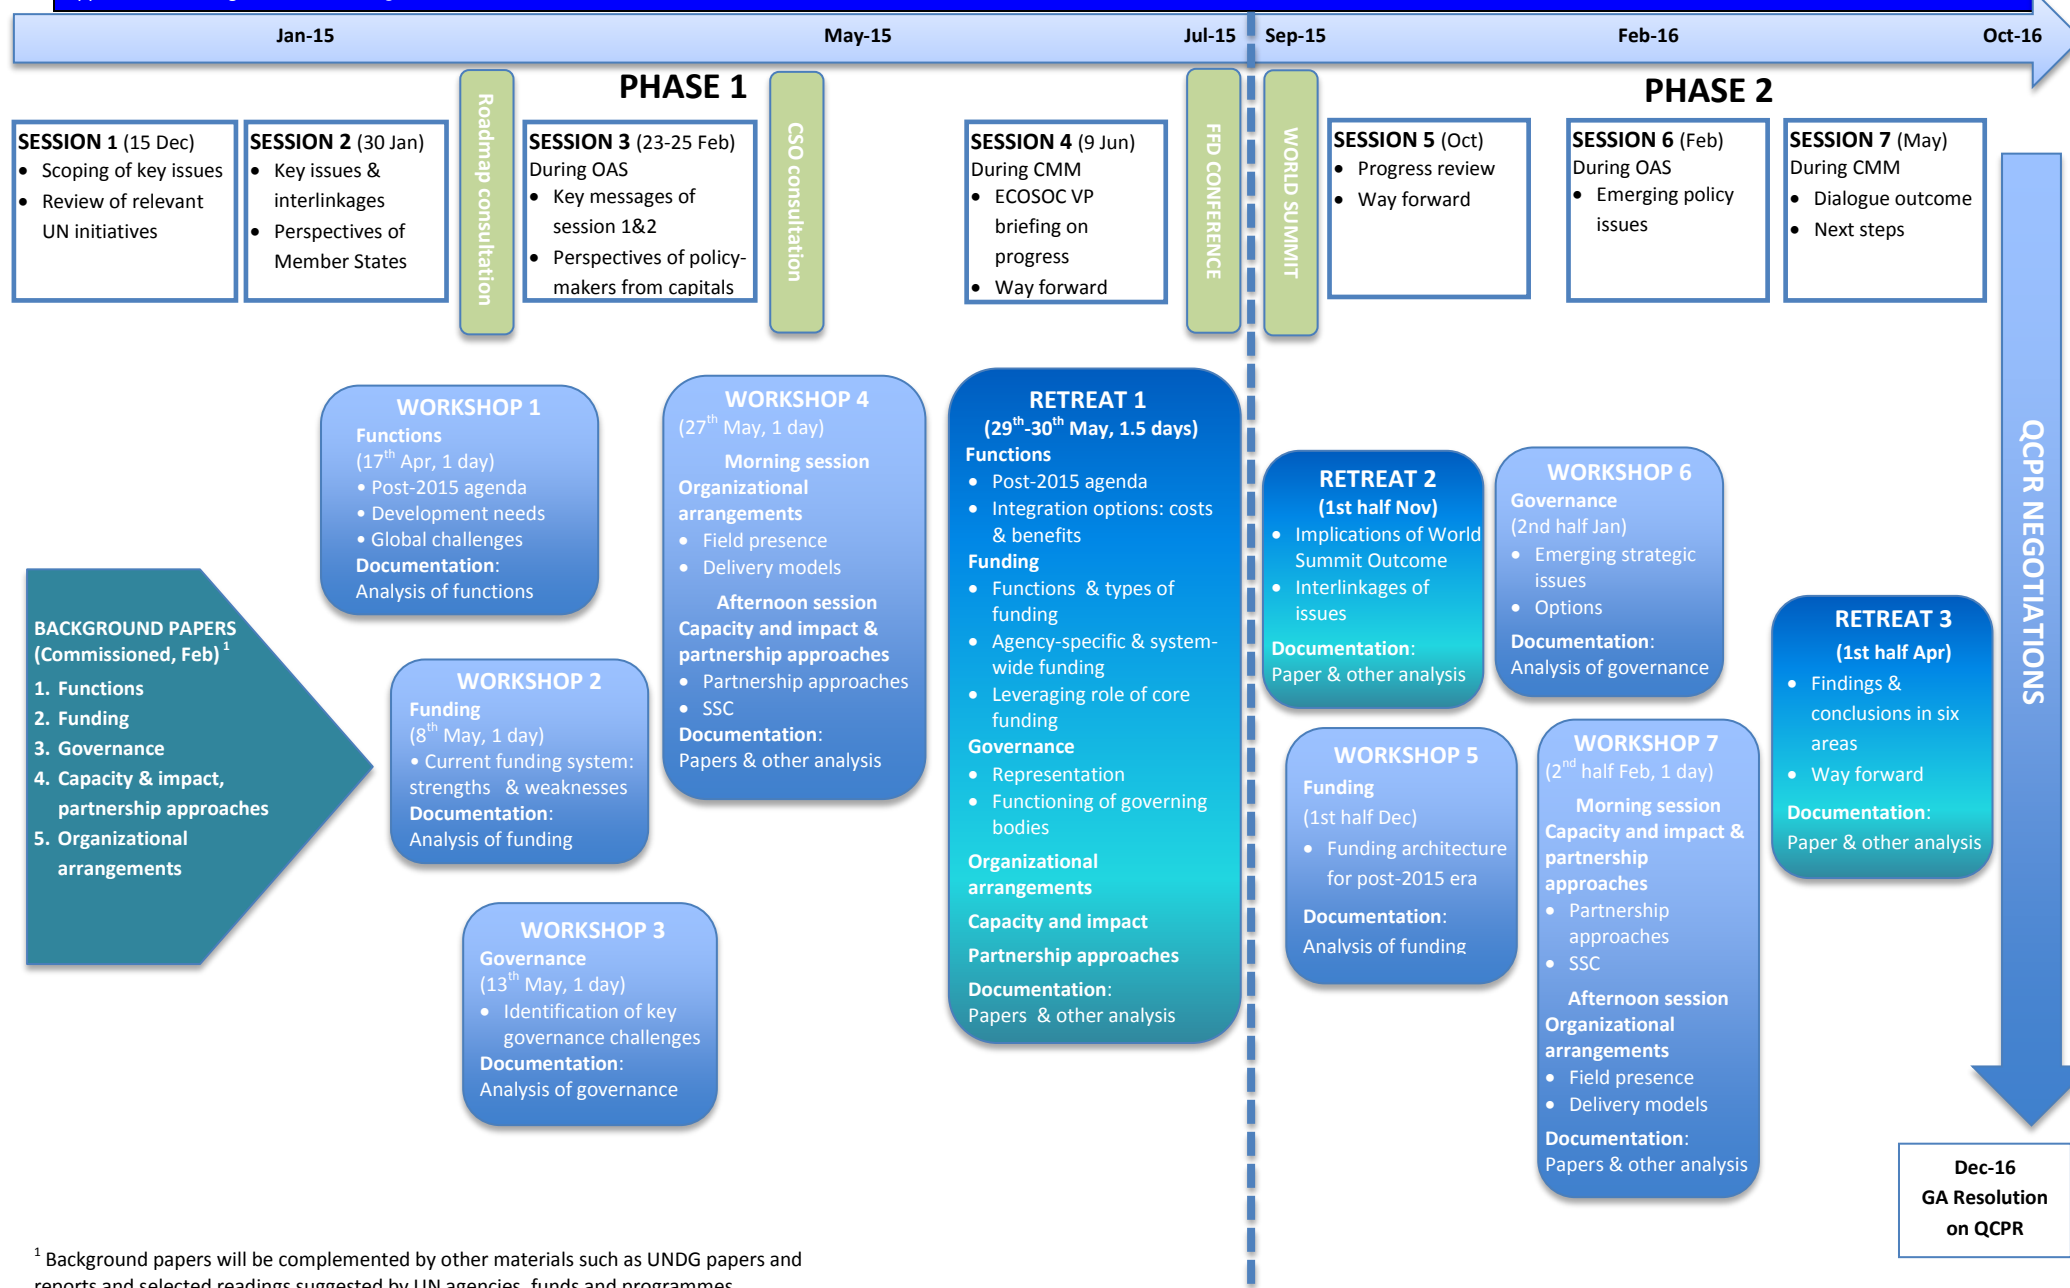 Jan-15 May-15 Jul-15 Sep-15 Feb-16 Oct-16
PHASE 1
PHASE 2
SESSION 1 (15 Dec)
• Scoping of key issues
• Review of relevant
UN initiatives
SESSION 2 (30 Jan)
• Key issues &
interlinkages
• Perspectives of
Member States
Roadmap consultation
SESSION 3 (23-25 Feb)
During OAS
• Key messages of
session 1&2
• Perspectives of policy-
makers from capitals
CSO consultation
SESSION 4 (9 Jun)
During CMM
• ECOSOC VP
briefing on
progress
• Way forward
FFD CONFERENCE
WORLD SUMMIT
SESSION 5 (Oct)
• Progress review
• Way forward
SESSION 6 (Feb)
During OAS
• Emerging policy
issues
SESSION 7 (May)
During CMM
• Dialogue outcome
• Next steps
QCPR NEGOTIATIONS
BACKGROUND PAPERS
(Commissioned, Feb) 1
1. Functions
2. Funding
3. Governance
4. Capacity & impact,
partnership approaches
5. Organizational
arrangements
WORKSHOP 1
Functions
(17th Apr, 1 day)
• Post-2015 agenda
• Development needs
• Global challenges
Documentation:
Analysis of functions
WORKSHOP 2
Funding
(8th May, 1 day)
• Current funding system:
strengths & weaknesses
Documentation:
Analysis of funding
WORKSHOP 3
Governance
(13th May, 1 day)
• Identification of key
governance challenges
Documentation:
Analysis of governance
WORKSHOP 4
(27th May, 1 day)
Morning session
Organizational
arrangements
• Field presence
• Delivery models
Afternoon session
Capacity and impact &
partnership approaches
• Partnership approaches
• SSC
Documentation:
Papers & other analysis
RETREAT 1
(29th-30th May, 1.5 days)
Functions
• Post-2015 agenda
• Integration options: costs
& benefits
Funding
• Functions & types of
funding
• Agency-specific & system-
wide funding
• Leveraging role of core
funding
Governance
• Representation
• Functioning of governing
bodies
Organizational
arrangements
Capacity and impact
Partnership approaches
Documentation:
Papers & other analysis
RETREAT 2
(1st half Nov)
• Implications of World
Summit Outcome
• Interlinkages of
issues
Documentation:
Paper & other analysis
WORKSHOP 5
Funding
(1st half Dec)
• Funding architecture
for post-2015 era
Documentation:
Analysis of funding
WORKSHOP 6
Governance
(2nd half Jan)
• Emerging strategic
issues
• Options
Documentation:
Analysis of governance
WORKSHOP 7
(2nd half Feb, 1 day)
Morning session
Capacity and impact &
partnership
approaches
• Partnership
approaches
• SSC
Afternoon session
Organizational
arrangements
• Field presence
• Delivery models
Documentation:
Papers & other analysis
RETREAT 3
(1st half Apr)
• Findings &
conclusions in six
areas
• Way forward
Documentation:
Paper & other analysis
Dec-16
GA Resolution
on QCPR
1 Background papers will be complemented by other materials such as UNDG papers and
reports and selected readings suggested by UN agencies, funds and programmes